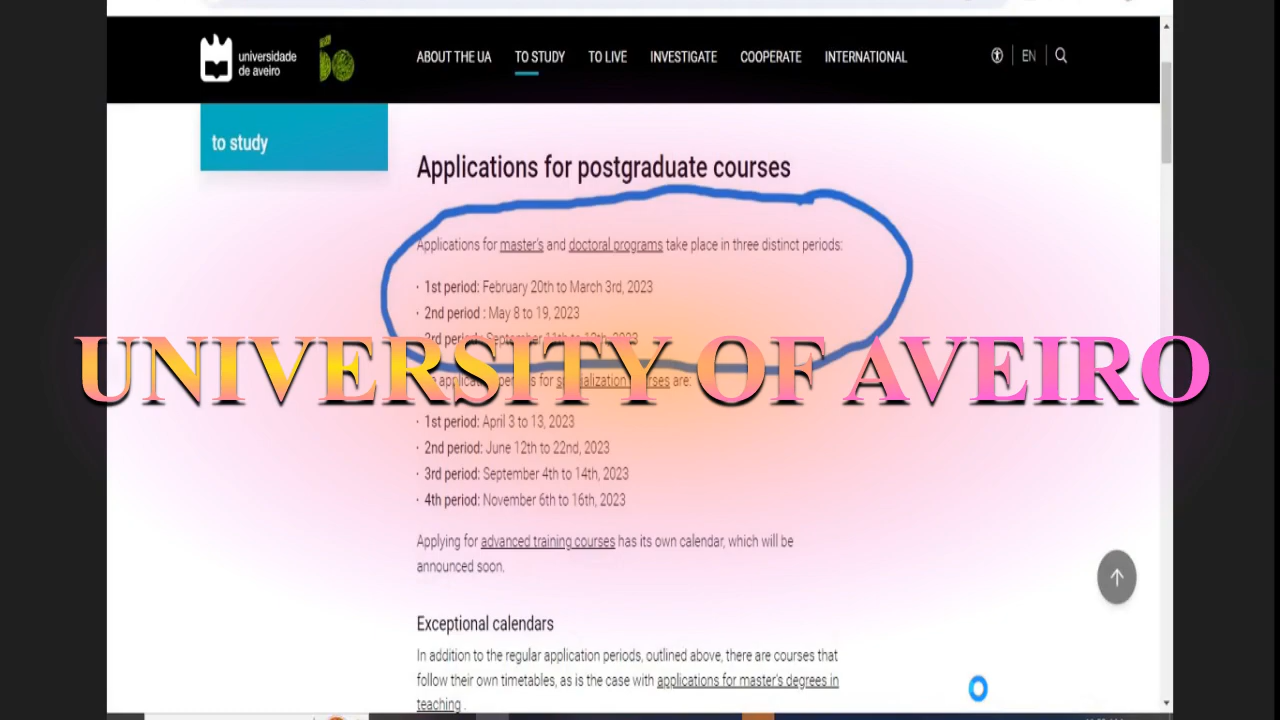 universidade
de aveiro
ABOUT THE UA TO STUDY TO LIVE INVESTIGATE COOPERATE INTERNATIONAL EN
to study
Applications for postgraduate courses
Applications for master's and doctoral programs take place in three distinct periods:
· 1st period: February 20th to March 3rd, 2023
· 2nd period : May 8 to 19, 2023
September 2023
UNIVERSITY OF AVEIRO
for are:
· 1st period: April 3 to 13, 2023
· 2nd period: June 12th to 22nd, 2023
· 3rd period: September 4th to 14th, 2023
· 4th period: November 6th to 16th, 2023
Applying for advanced training courses has its own calendar, which will be
announced soon.
Exceptional calendars
In addition to the regular application periods, outlined above, there are courses that
follow their own timetables, as is the case with applications for master's degrees in
teaching .